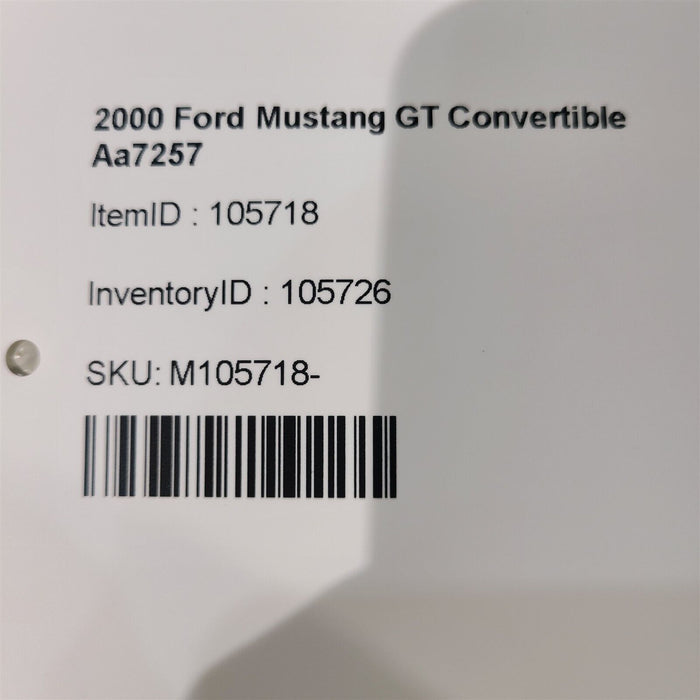 2000 Ford Mustang GT Convertible
Aa7257
ItemID : 105718
InventoryID : 105726
SKU: M105718-